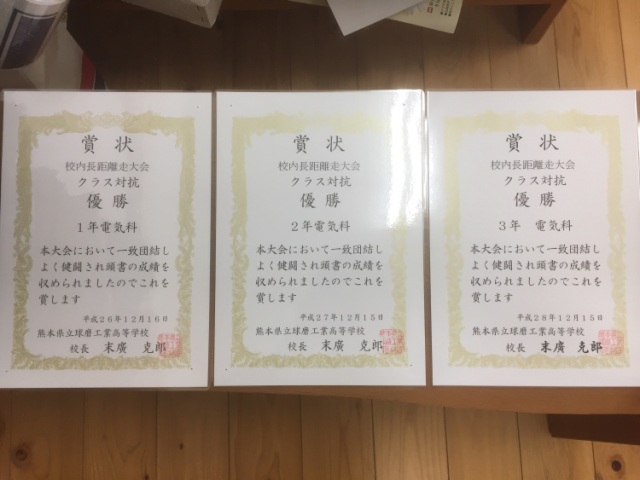 賞状
校内長距離走大会
クラス対抗
優勝
1年電気科
本大会において一致団結し
よく健闘され頭書の成績を
収められましたのでこれを
賞します
平成26年12月16日
熊本県立球磨工業高等学校
校長 末廣 克郎
賞状
校内長距離走大会
クラス対抗
優勝
2年電気科
本大会において一致団結し
よく健闘され頭書の成績を
収められましたのでこれを
賞します
平成27年12月15日
熊本県立球磨工業高等学校
校長 末廣 克郎
賞状
校内長距離走大会
クラス対抗
優勝
3年 電気科
本大会において一致団結し
よく健闘され頭書の成績を
収められましたのでこれを
賞します
平成28年12月15日
熊本県立球磨工業高等学校
校長 末廣 克郎